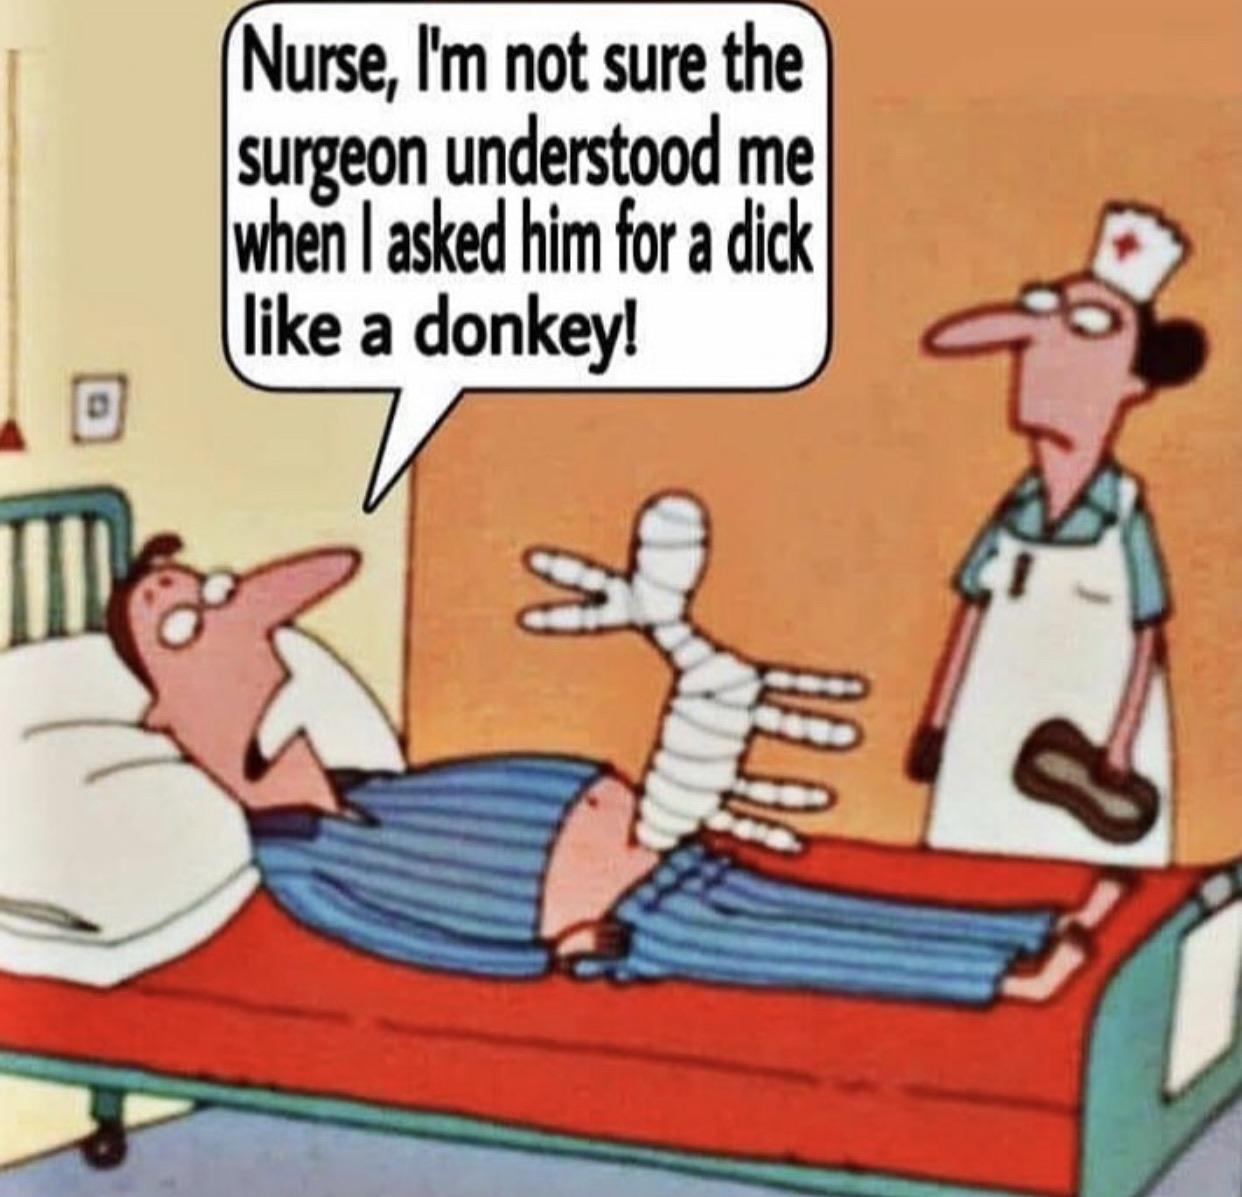 Nurse, I'm not sure the
surgeon understood me
when I asked him for a dick
like a donkey!